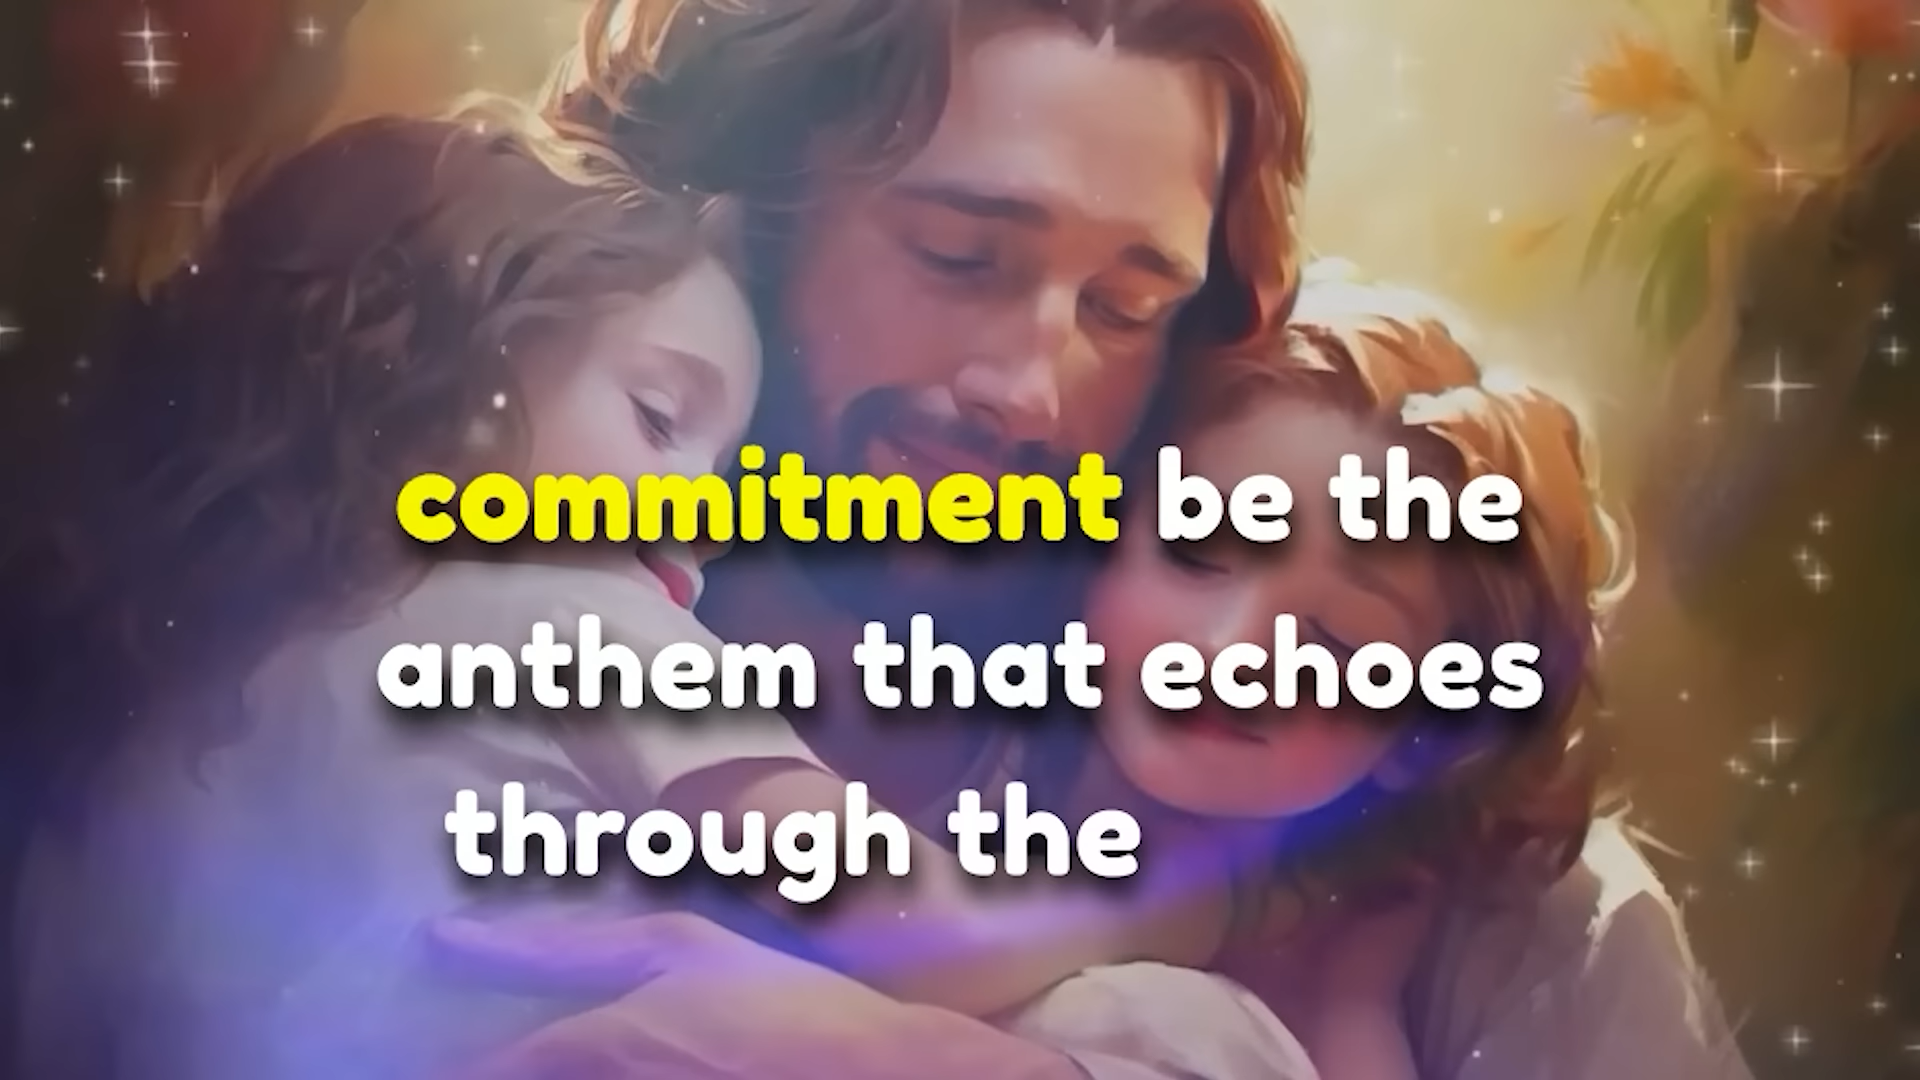 commitment be the
anthem that echoes
through the